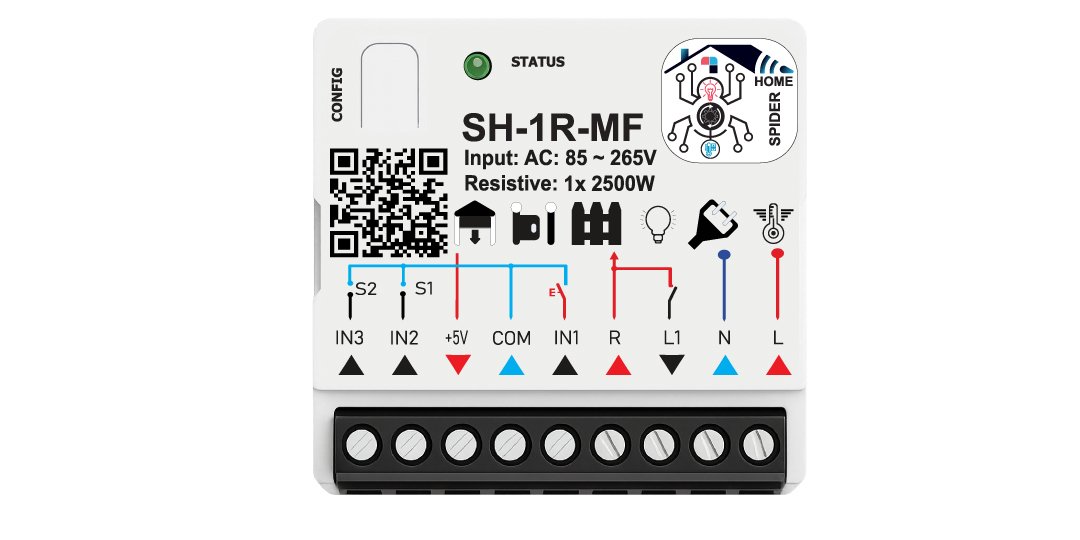 CONFIG
STATUS
HOME
SPIDER
SH-1R-MF
Input: AC: 85 ~ 265V
Resistive: 1x 2500W
S2 S1 E
IN3 IN2 +5V COM IN1 R L1 N L